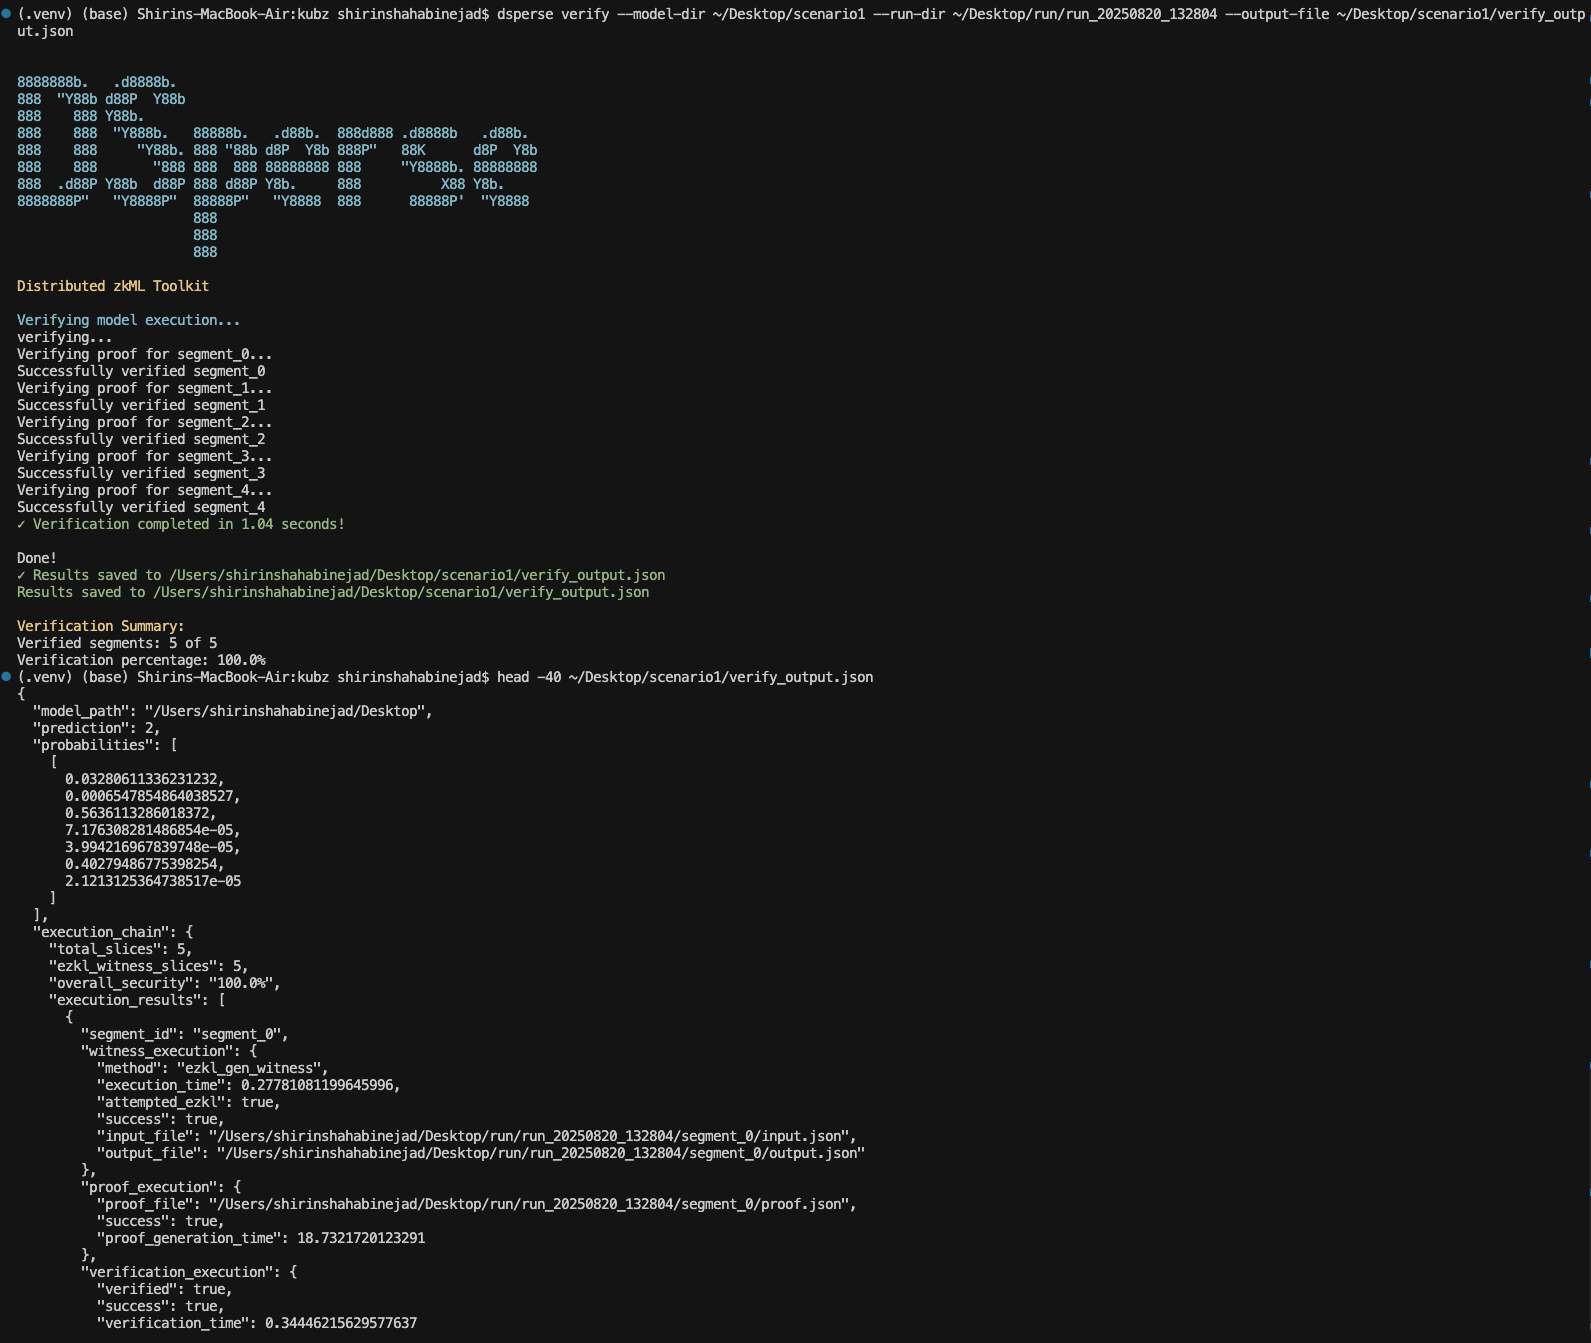 (.venv) (base) Shirins-MacBook-Air:kubz shirinshahabinejad$ dsperse verify --model-dir ~/Desktop/scenario1 --run-dir ~/Desktop/run/run_20250820_132804 --output-file ~/Desktop/scenario1/verify_outp
ut.json
8888888b.   .d8888b.
888  "Y88b d88P  Y88b
888    888 Y88b.
888    888  "Y888b.   88888b.   .d88b.  888d888 .d8888b   .d88b.
888    888     "Y88b. 888 "88b d8P  Y8b 888P"   88K      d8P  Y8b
888    888       "888 888  888 88888888 888     "Y8888b. 88888888
888  .d88P Y88b  d88P 888 d88P Y8b.     888          X88 Y8b.
8888888P"   "Y8888P"  88888P"   "Y8888  888      88888P'  "Y8888
                      888
                      888
                      888
Distributed zkML Toolkit
Verifying model execution...
verifying...
Verifying proof for segment_0...
Successfully verified segment_0
Verifying proof for segment_1...
Successfully verified segment_1
Verifying proof for segment_2...
Successfully verified segment_2
Verifying proof for segment_3...
Successfully verified segment_3
Verifying proof for segment_4...
Successfully verified segment_4
✓ Verification completed in 1.04 seconds!
Done!
✓ Results saved to /Users/shirinshahabinejad/Desktop/scenario1/verify_output.json
Results saved to /Users/shirinshahabinejad/Desktop/scenario1/verify_output.json
Verification Summary:
Verified segments: 5 of 5
Verification percentage: 100.0%
(.venv) (base) Shirins-MacBook-Air:kubz shirinshahabinejad$ head -40 ~/Desktop/scenario1/verify_output.json
{
  "model_path": "/Users/shirinshahabinejad/Desktop",
  "prediction": 2,
  "probabilities": [
    [
      0.03280611336231232,
      0.0006547854864038527,
      0.5636113286018372,
      7.176308281486854e-05,
      3.994216967839748e-05,
      0.40279486775398254,
      2.1213125364738517e-05
    ]
  ],
  "execution_chain": {
    "total_slices": 5,
    "ezkl_witness_slices": 5,
    "overall_security": "100.0%",
    "execution_results": [
      {
        "segment_id": "segment_0",
        "witness_execution": {
          "method": "ezkl_gen_witness",
          "execution_time": 0.27781081199645996,
          "attempted_ezkl": true,
          "success": true,
          "input_file": "/Users/shirinshahabinejad/Desktop/run/run_20250820_132804/segment_0/input.json",
          "output_file": "/Users/shirinshahabinejad/Desktop/run/run_20250820_132804/segment_0/output.json"
        },
        "proof_execution": {
          "proof_file": "/Users/shirinshahabinejad/Desktop/run/run_20250820_132804/segment_0/proof.json",
          "success": true,
          "proof_generation_time": 18.7321720123291
        },
        "verification_execution": {
          "verified": true,
          "success": true,
          "verification_time": 0.34446215629577637